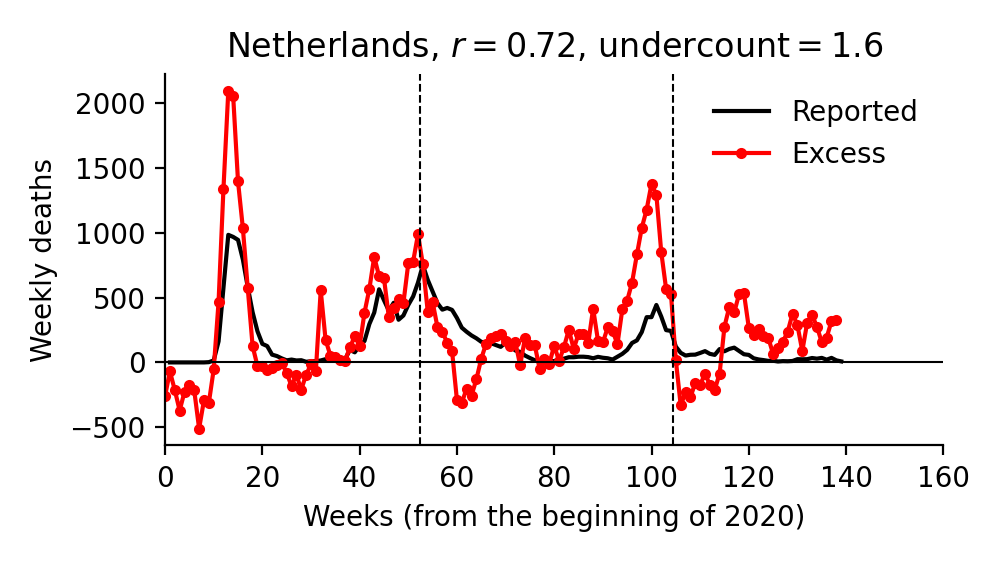 Netherlands, r = 0.72, undercount = 1.6
Weekly deaths
2000
1500
1000
500
0
−500
Reported
Excess
0 20 40 60 80 100 120 140 160
Weeks (from the beginning of 2020)